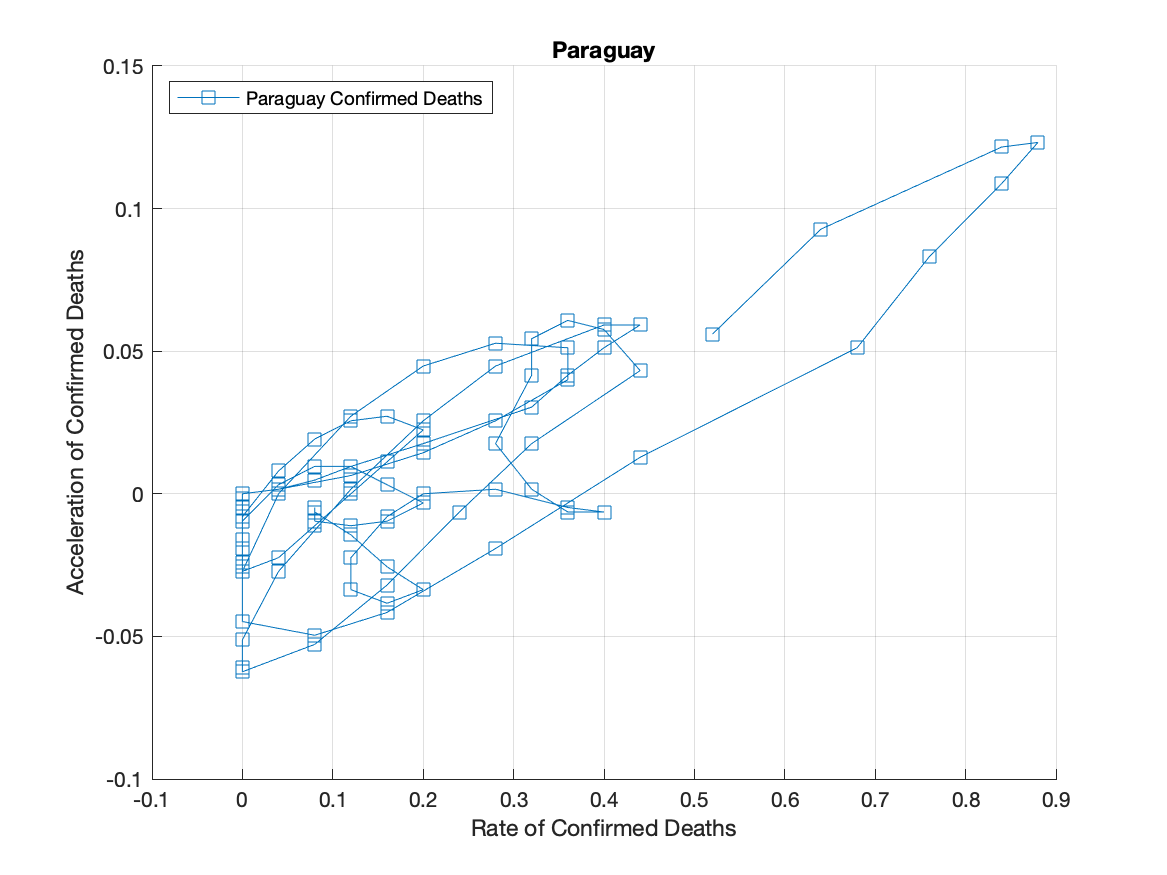 Paraguay
Paraguay Confirmed Deaths
0.15
0.1
0.05
0
-0.05
-0.1
Acceleration of Confirmed Deaths
-0.1 0 0.1 0.2 0.3 0.4 0.5 0.6 0.7 0.8 0.9
Rate of Confirmed Deaths